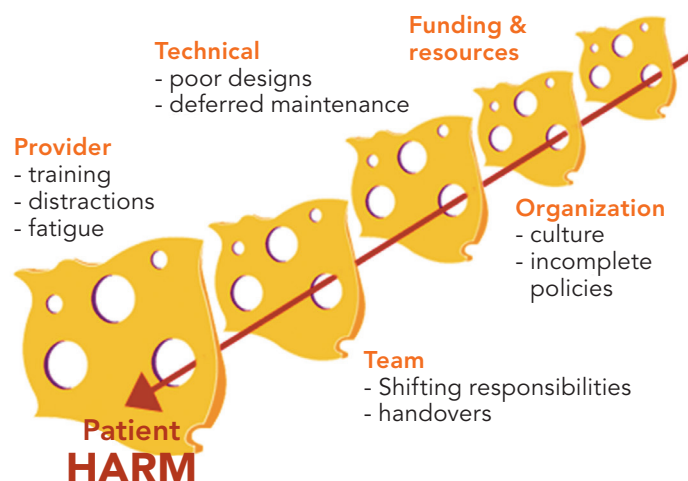 Funding &
resources
Technical
- poor designs
- deferred maintenance
Provider
- training
- distractions
- fatigue
Organization
- culture
- incomplete
policies
Team
- Shifting responsibilities
- handovers
Patient
HARM